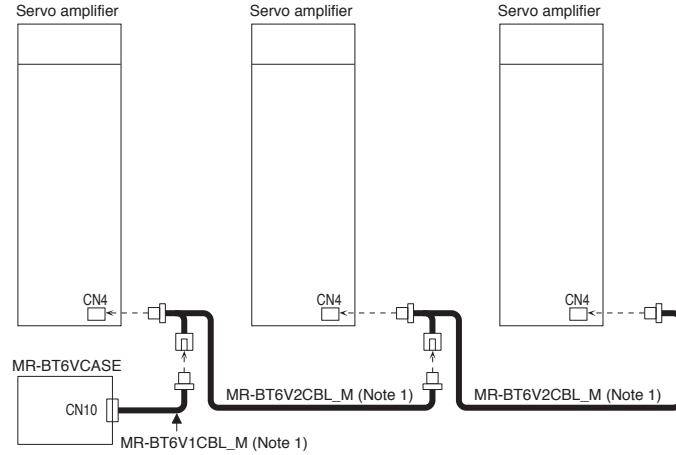 Servo amplifier
Servo amplifier
Servo amplifier
CN4
CN4
CN4
MR-BT6VCASE
CN10
MR-BT6V2CBL_M (Note 1)
MR-BT6V2CBL_M (Note 1)
MR-BT6V1CBL_M (Note 1)